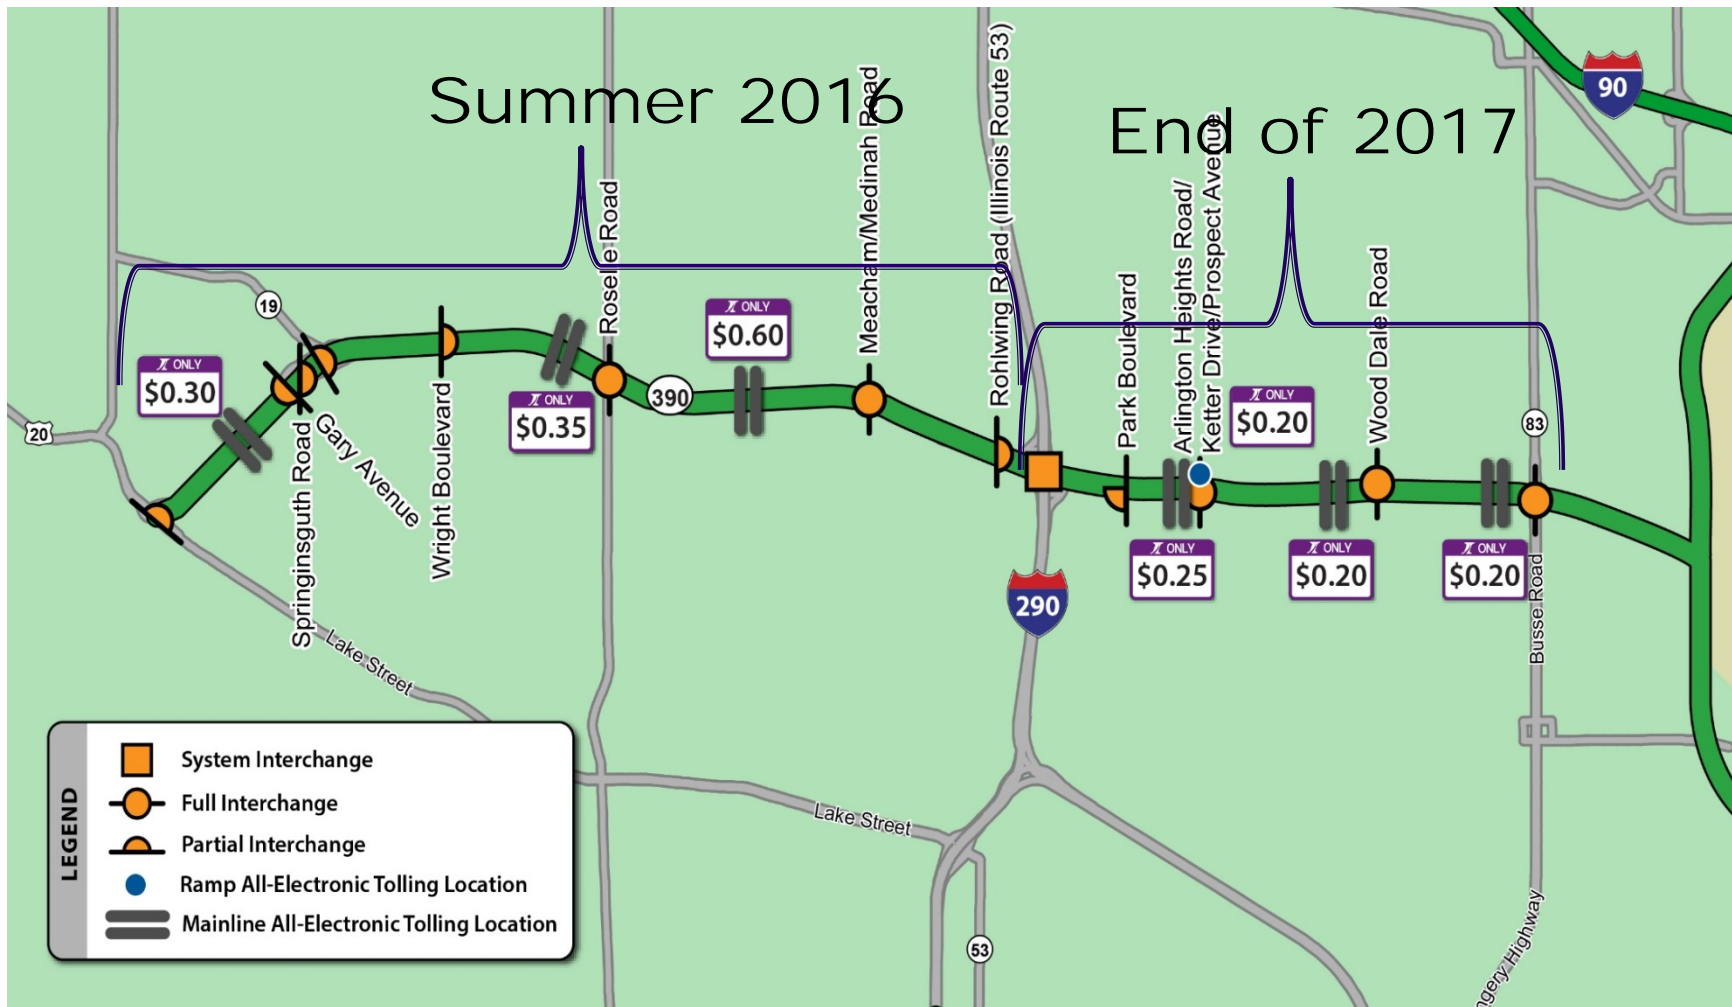 Summer 2016
End of 2017
90
Meacham/Medinah Road
Rohlwing Road (Illinois Route 53)
Roselle Road
Arlington Heights Road/
Ketter Drive/Prospect Avenue
Park Boulevard
Wood Dale Road
19
ONLY
$0.30
ONLY
$0.35
ONLY
$0.60
390
20
83
ONLY
$0.20
Springinsguth Road
Gary Avenue
Wright Boulevard
ONLY
$0.25
ONLY
$0.20
ONLY
$0.20
290
Busse Road
Lake Street
Lake Street
53
LEGEND
System Interchange
Full Interchange
Partial Interchange
Ramp All-Electronic Tolling Location
Mainline All-Electronic Tolling Location
Highway